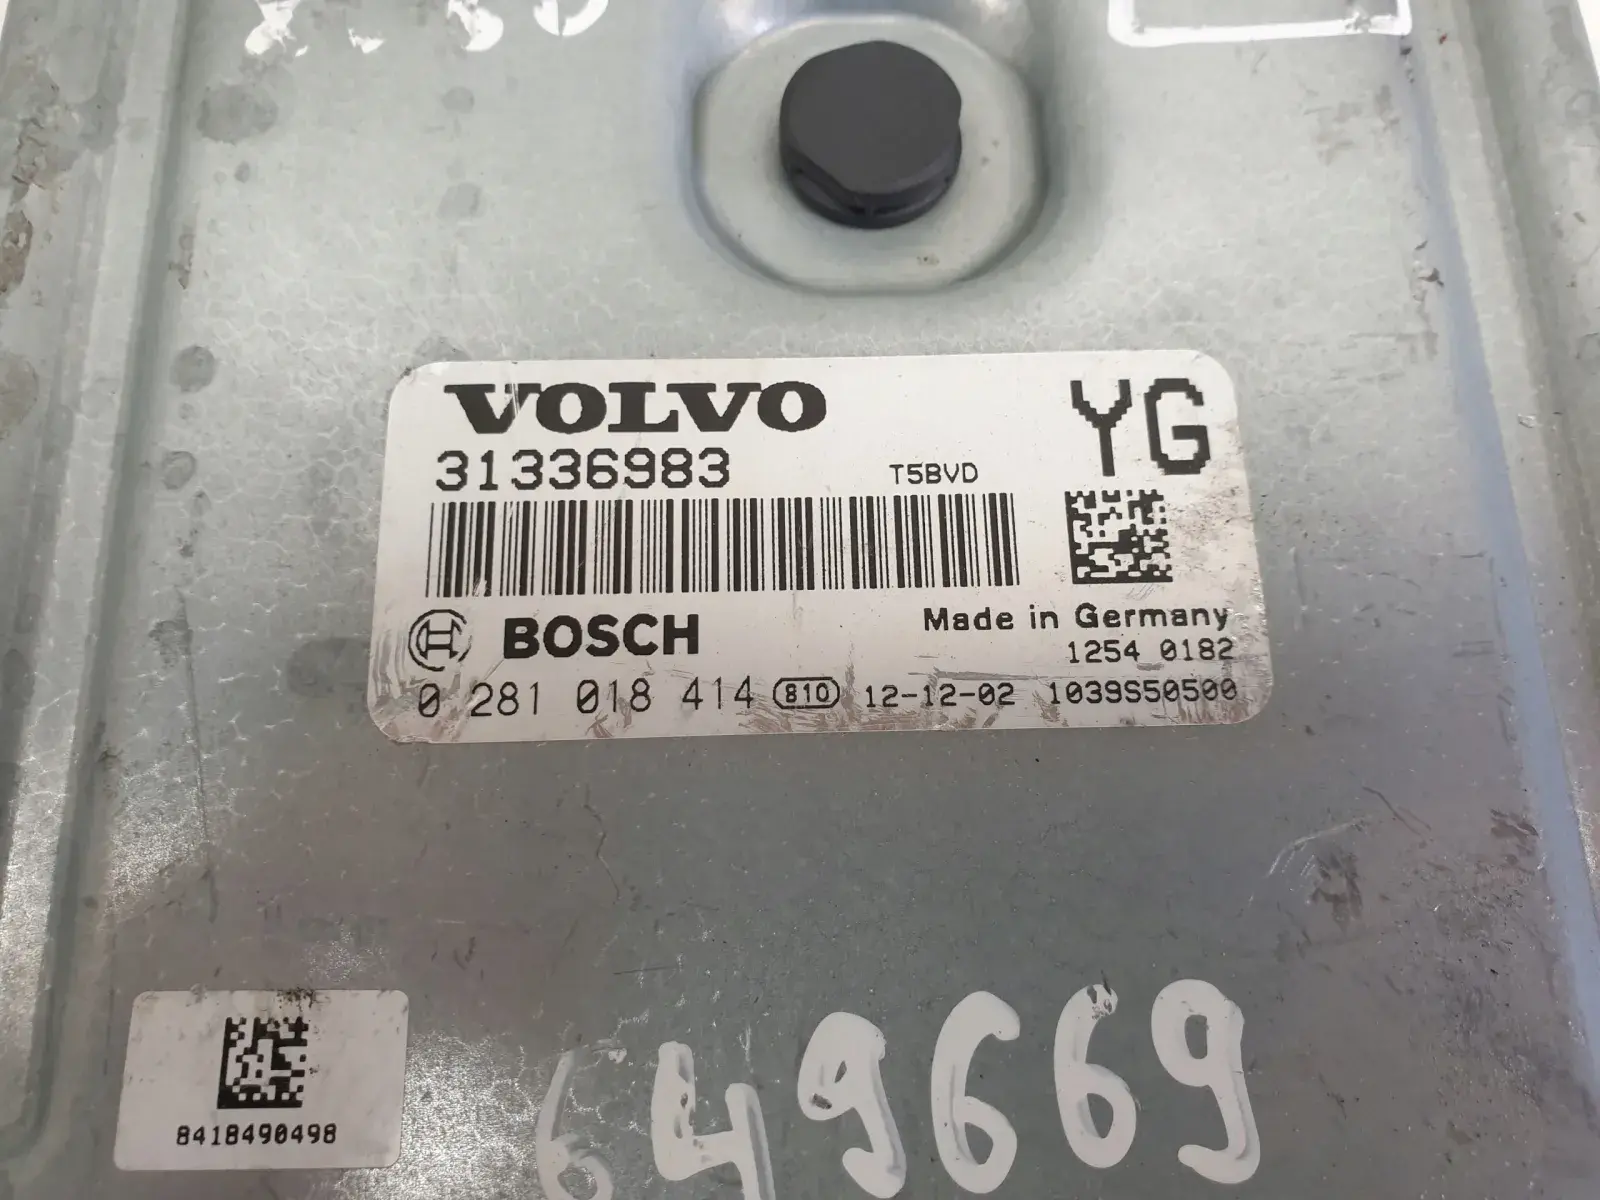 VOLVO
YG
31336983 T5BVD
BOSCH
Made in Germany
1254 0182
0 281 018 414 810 12-12-02 1039S50500
649669
8418490498